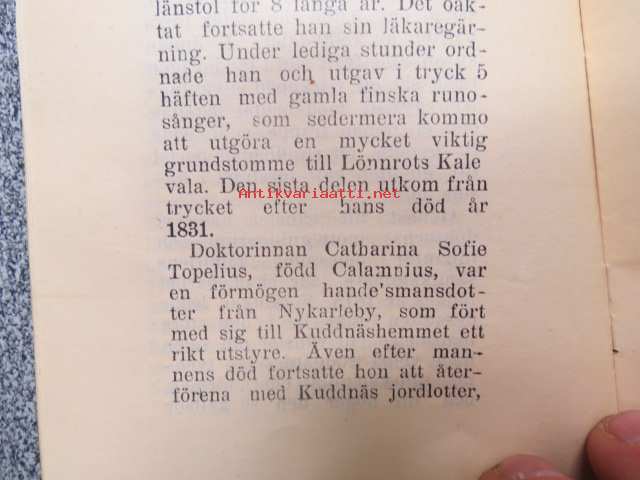 länstol för 8 långa år. Det oak-
tat fortsatte han sin läkaregär-
ning. Under lediga stunder ord-
nade han och utgav i tryck 5
häften med gamla finska runo-
sånger, som sedermera kommo
att utgöra en mycket viktig
grundstomme till Lönnrots Kale
vala. Den sista delen utkom från
Antikvariaatti.net
trycket efter hans död år
1831.
Doktorinnan Catharina Sofie
Topelius, född Calamnius, var
en förmögen hande'smansdot-
ter från Nykarleby, som fört
med sig till Kuddnäshemmet ett
rikt utstyre. Även efter man-
nens död fortsatte hon att åter-
förena med Kuddnäs jordlotter,